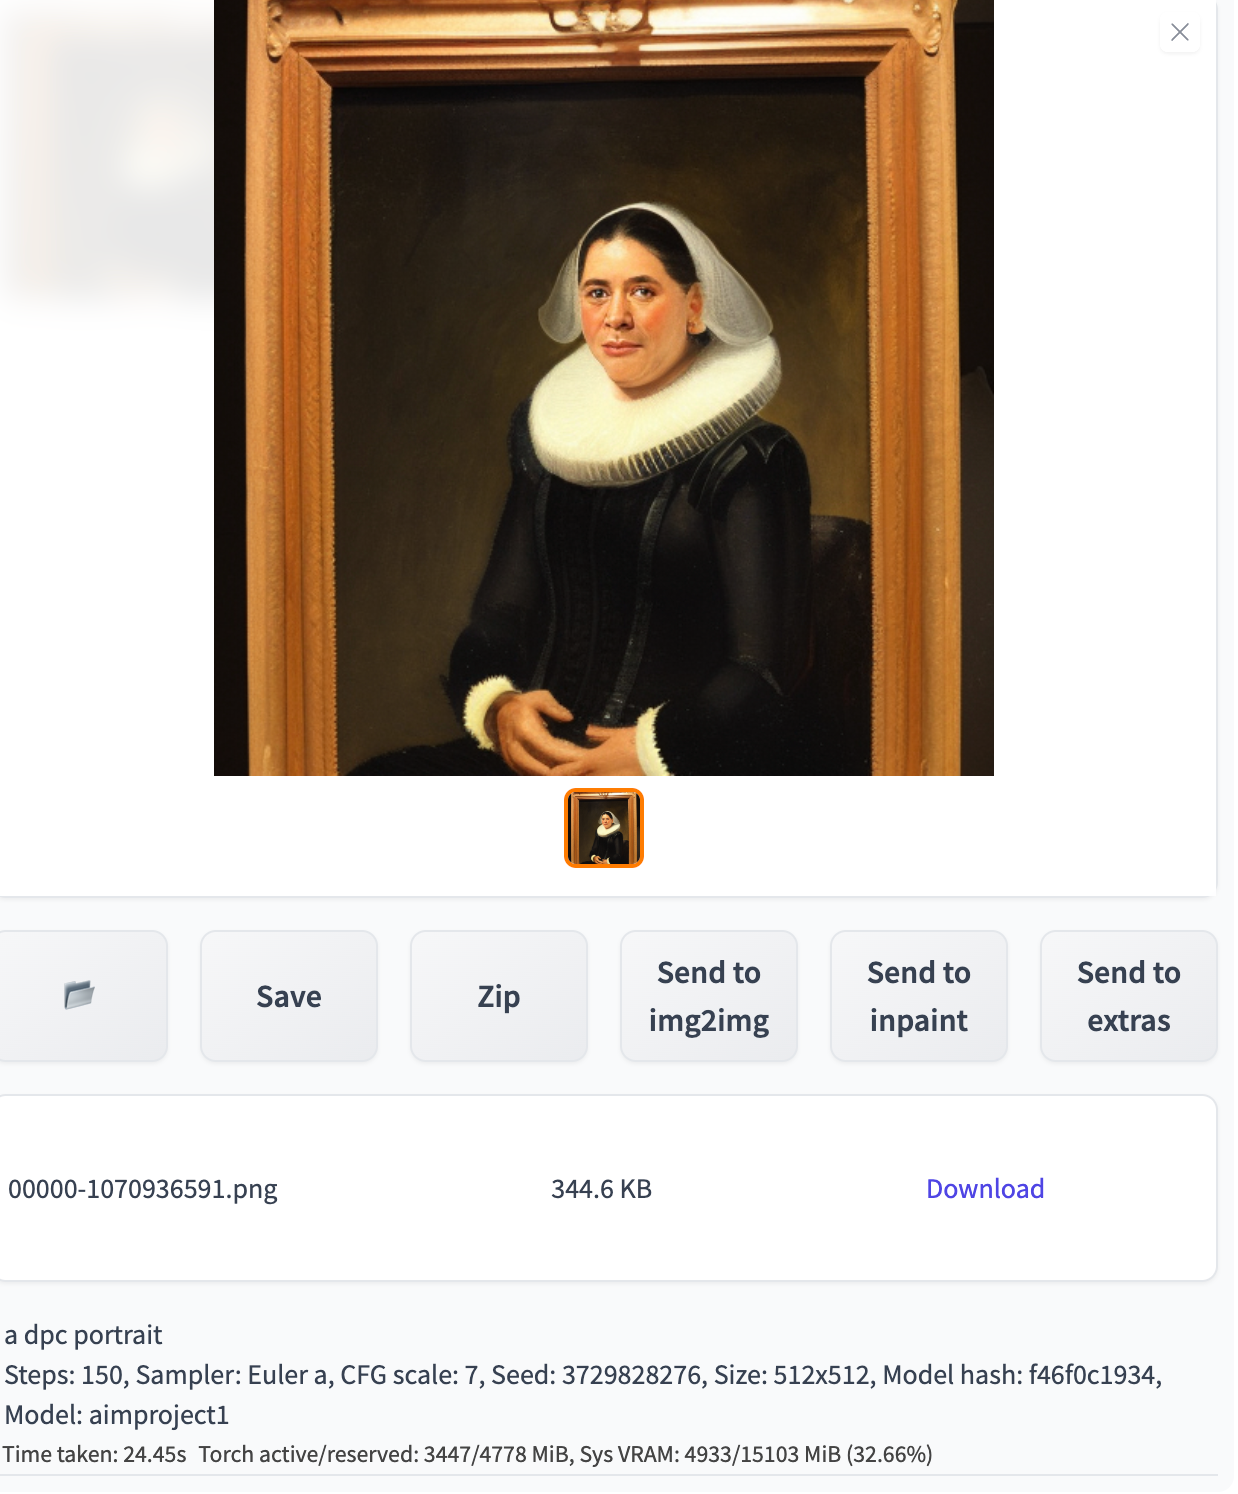 Save
Zip
Send to
img2img
Send to
inpaint
Send to
extras
00000-1070936591.png 344.6 KB Download
a dpc portrait
Steps: 150, Sampler: Euler a, CFG scale: 7, Seed: 3729828276, Size: 512x512, Model hash: f46f0c1934,
Model: aimproject1
Time taken: 24.45s Torch active/reserved: 3447/4778 MiB, Sys VRAM: 4933/15103 MiB (32.66%)